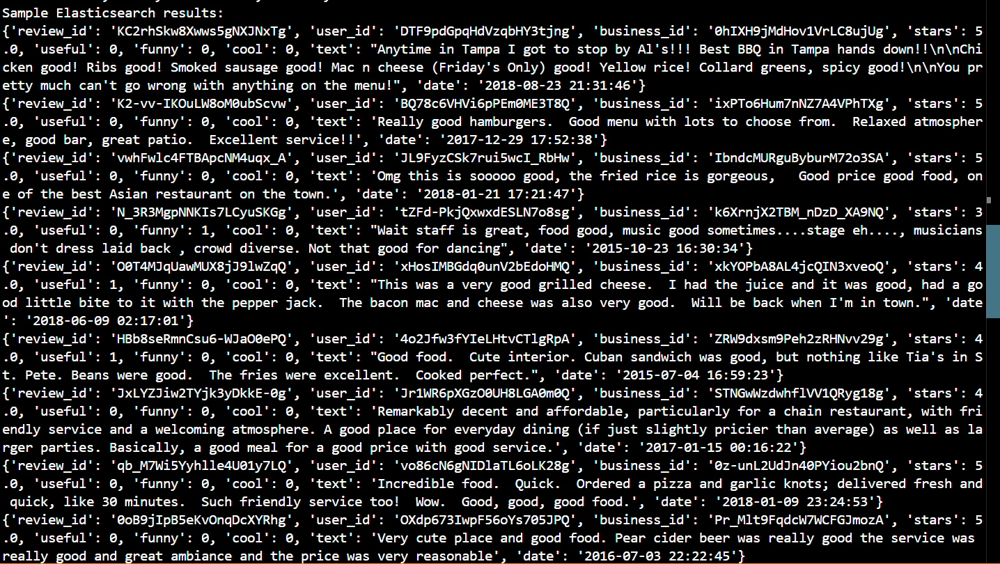 Sample Elasticsearch results:
{'review_id': 'KC2rhSkw8Xwws5gNXJNxTg', 'user_id': 'DTF9pdGpqHdVzqbHY3tjng', 'business_id': '0hIXH9jMdHov1VrLC8ujUg', 'stars': 5
.0, 'useful': 0, 'funny': 0, 'cool': 0, 'text': "Anytime in Tampa I got to stop by Al's!!! Best BBQ in Tampa hands down!!\n\nChi
cken good! Ribs good! Smoked sausage good! Mac n cheese (Friday's Only) good! Yellow rice! Collard greens, spicy good!\n\nYou pr
etty much can't go wrong with anything on the menu!", 'date': '2018-08-23 21:31:46'}
{'review_id': 'K2-vv-IKOuLW8oM0ubScvw', 'user_id': 'BQ78c6VHVi6pPEm0ME3T8Q', 'business_id': 'ixPTo6Hum7nNZ7A4VPhTXg', 'stars': 5
.0, 'useful': 0, 'funny': 0, 'cool': 0, 'text': 'Really good hamburgers.  Good menu with lots to choose from.  Relaxed atmospher
e, good bar, great patio.  Excellent service!!', 'date': '2017-12-29 17:52:38'}
{'review_id': 'vwhFwlc4FTBApcNM4uqx_A', 'user_id': 'JL9FyzCSk7rui5wcI_RbHw', 'business_id': 'IbndcMURguByburM72o3SA', 'stars': 5
.0, 'useful': 0, 'funny': 0, 'cool': 0, 'text': 'Omg this is sooooo good, the fried rice is gorgeous,   Good price good food, on
e of the best Asian restaurant on the town.', 'date': '2018-01-21 17:21:47'}
{'review_id': 'N_3R3MgpNNKIs7LCyuSKGg', 'user_id': 'tZFd-PkjQxwxdESLN7o8sg', 'business_id': 'k6XrnjX2TBM_nDzD_XA9NQ', 'stars': 3
.0, 'useful': 0, 'funny': 1, 'cool': 0, 'text': "Wait staff is great, food good, music good sometimes....stage eh...., musicians
 don't dress laid back , crowd diverse. Not that good for dancing", 'date': '2015-10-23 16:30:34'}
{'review_id': 'O0T4MJqUawMUX8jJ9lwZqQ', 'user_id': 'xHosIMBGdq0unV2bEdoHMQ', 'business_id': 'xkYOPbA8AL4jcQIN3xveoQ', 'stars': 4
.0, 'useful': 1, 'funny': 0, 'cool': 0, 'text': "This was a very good grilled cheese.  I had the juice and it was good, had a go
od little bite to it with the pepper jack.  The bacon mac and cheese was also very good.  Will be back when I'm in town.", 'date
': '2018-06-09 02:17:01'}
{'review_id': 'HBb8seRmnCsu6-WJaO0ePQ', 'user_id': '4o2Jfw3fYIeLHtvCTlgRpA', 'business_id': 'ZRW9dxsm9Peh2zRHNvv29g', 'stars': 4
.0, 'useful': 1, 'funny': 0, 'cool': 0, 'text': "Good food.  Cute interior. Cuban sandwich was good, but nothing like Tia's in S
t. Pete. Beans were good.  The fries were excellent.  Cooked perfect.", 'date': '2015-07-04 16:59:23'}
{'review_id': 'JxLYZJiw2TYjk3yDkkE-0g', 'user_id': 'Jr1WR6pXGzO0UH8LGA0m0Q', 'business_id': 'STNGwWzdwhflVV1QRyg18g', 'stars': 4
.0, 'useful': 0, 'funny': 0, 'cool': 0, 'text': 'Remarkably decent and affordable, particularly for a chain restaurant, with fri
endly service and a welcoming atmosphere. A good place for everyday dining (if just slightly pricier than average) as well as la
rger parties. Basically, a good meal for a good price with good service.', 'date': '2017-01-15 00:16:22'}
{'review_id': 'qb_M7Wi5Yyhlle4U01y7LQ', 'user_id': 'vo86cN6gNIDlaTL6oLK28g', 'business_id': '0z-unL2UdJn40PYiou2bnQ', 'stars': 5
.0, 'useful': 0, 'funny': 0, 'cool': 0, 'text': 'Incredible food.  Quick.  Ordered a pizza and garlic knots; delivered fresh and
 quick, like 30 minutes.  Such friendly service too!  Wow.  Good, good, good food.', 'date': '2018-01-09 23:24:53'}
{'review_id': '0oB9jIpB5eKvOnqDcXYRhg', 'user_id': 'OXdp673IwpF56oYs705JPQ', 'business_id': 'Pr_Mlt9FqdcW7WCFGJmozA', 'stars': 5
.0, 'useful': 0, 'funny': 0, 'cool': 0, 'text': 'Very cute place and good food. Pear cider beer was really good the service was 
really good and great ambiance and the price was very reasonable', 'date': '2016-07-03 22:22:45'}